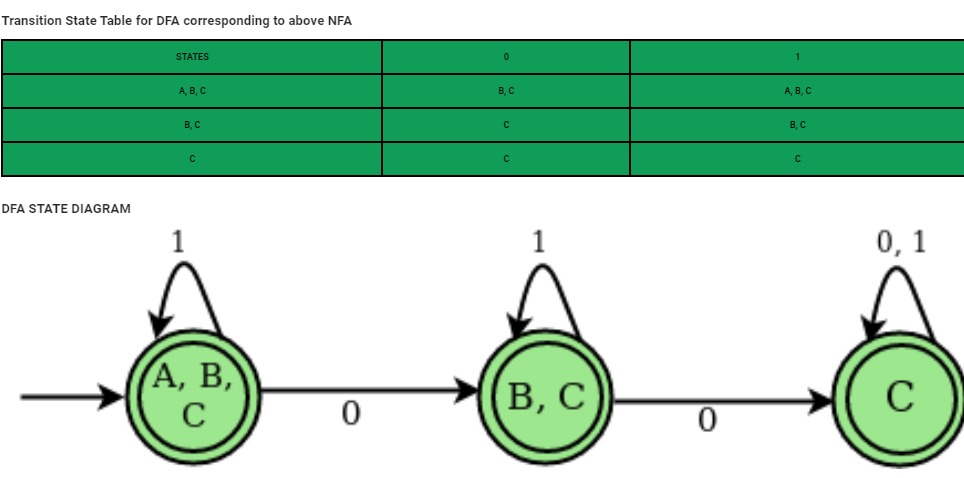 Transition State Table for DFA corresponding to above NFA
STATES 0 1
A, B, C B, C A, B, C
B, C C B, C
C C C
DFA STATE DIAGRAM
1 1 0, 1
A, B,
C
B, C
C
0 0